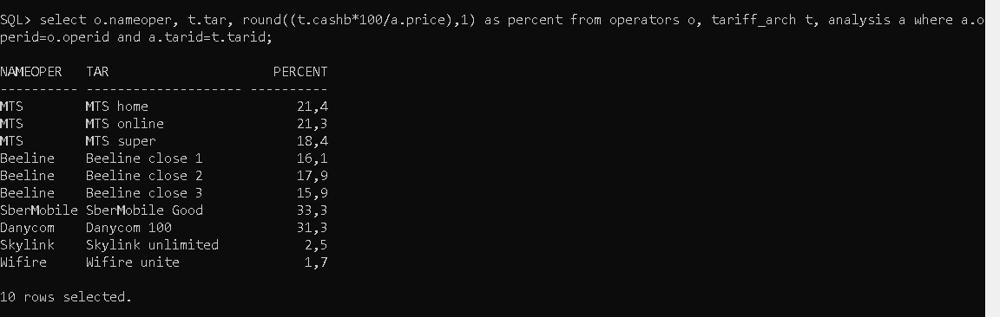 SQL> select o.nameoper, t.tar, round((t.cashb*100/a.price),1) as percent from operators o, tariff_arch t, analysis a where a.o
perid=o.operid and a.tarid=t.tarid;
NAMEOPER   TAR                     PERCENT
---------- -------------------- ----------
MTS        MTS home                   21,4
MTS        MTS online                 21,3
MTS        MTS super                  18,4
Beeline    Beeline close 1            16,1
Beeline    Beeline close 2            17,9
Beeline    Beeline close 3            15,9
SberMobile SberMobile Good            33,3
Danycom    Danycom 100                31,3
Skylink    Skylink unlimited           2,5
Wifire     Wifire unite                1,7
10 rows selected.